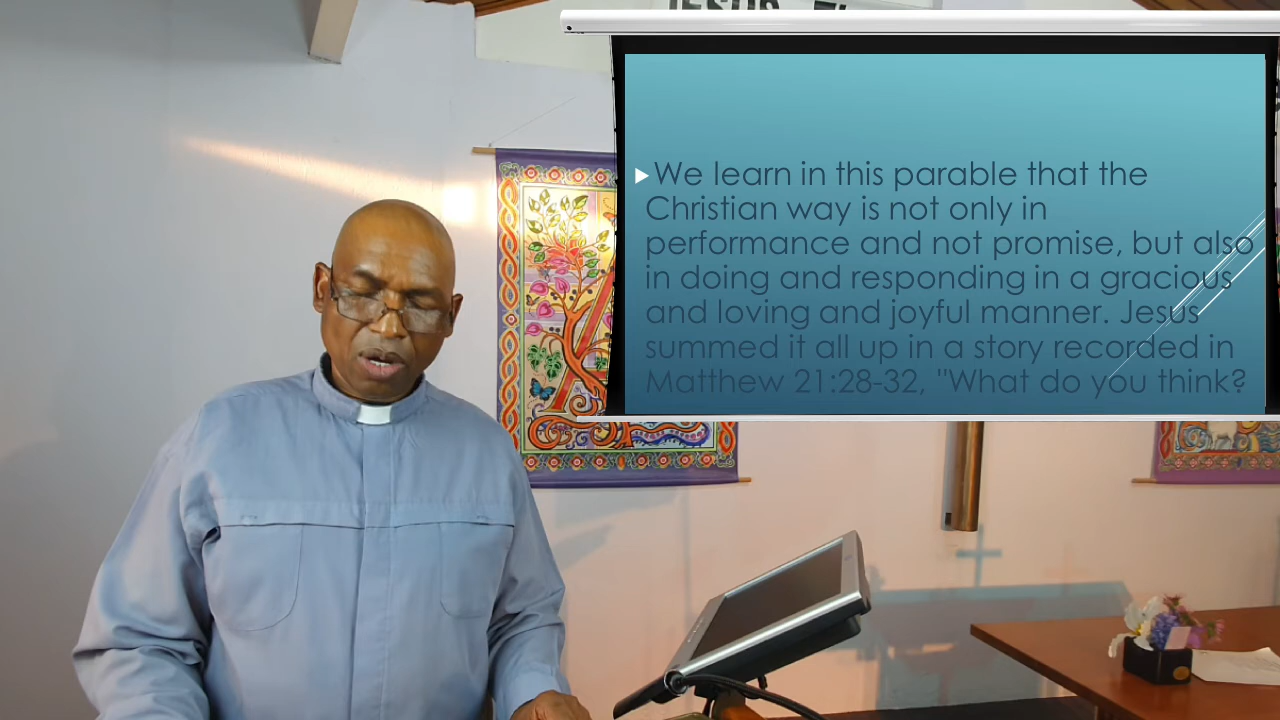 JESUS
We learn in this parable that the
Christian way is not only in
performance and not promise, but also
in doing and responding in a gracious
and loving and joyful manner. Jesus
summed it all up in a story recorded in
Matthew 21:28-32, "What do you think?